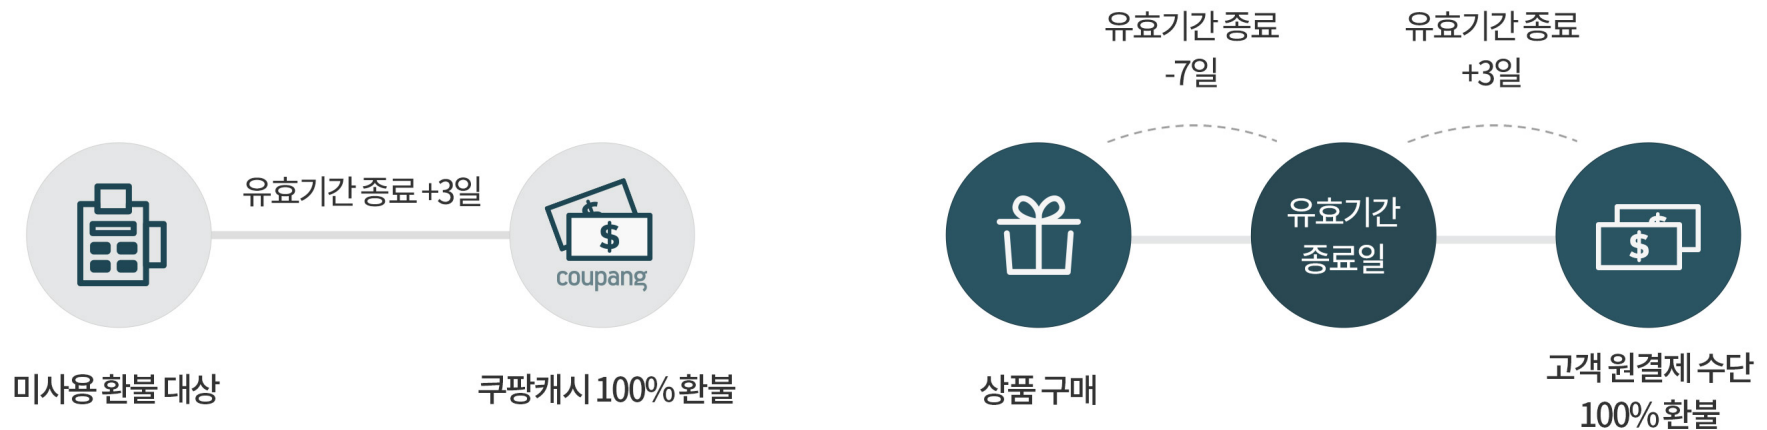 유효기간 종료 +3일
$
$
coupang
미사용 환불 대상
쿠팡캐시 100% 환불
유효기간 종료
-7일
유효기간 종료
+3일
유효기간
종료일
$
$
상품 구매
고객 원결제 수단
100% 환불